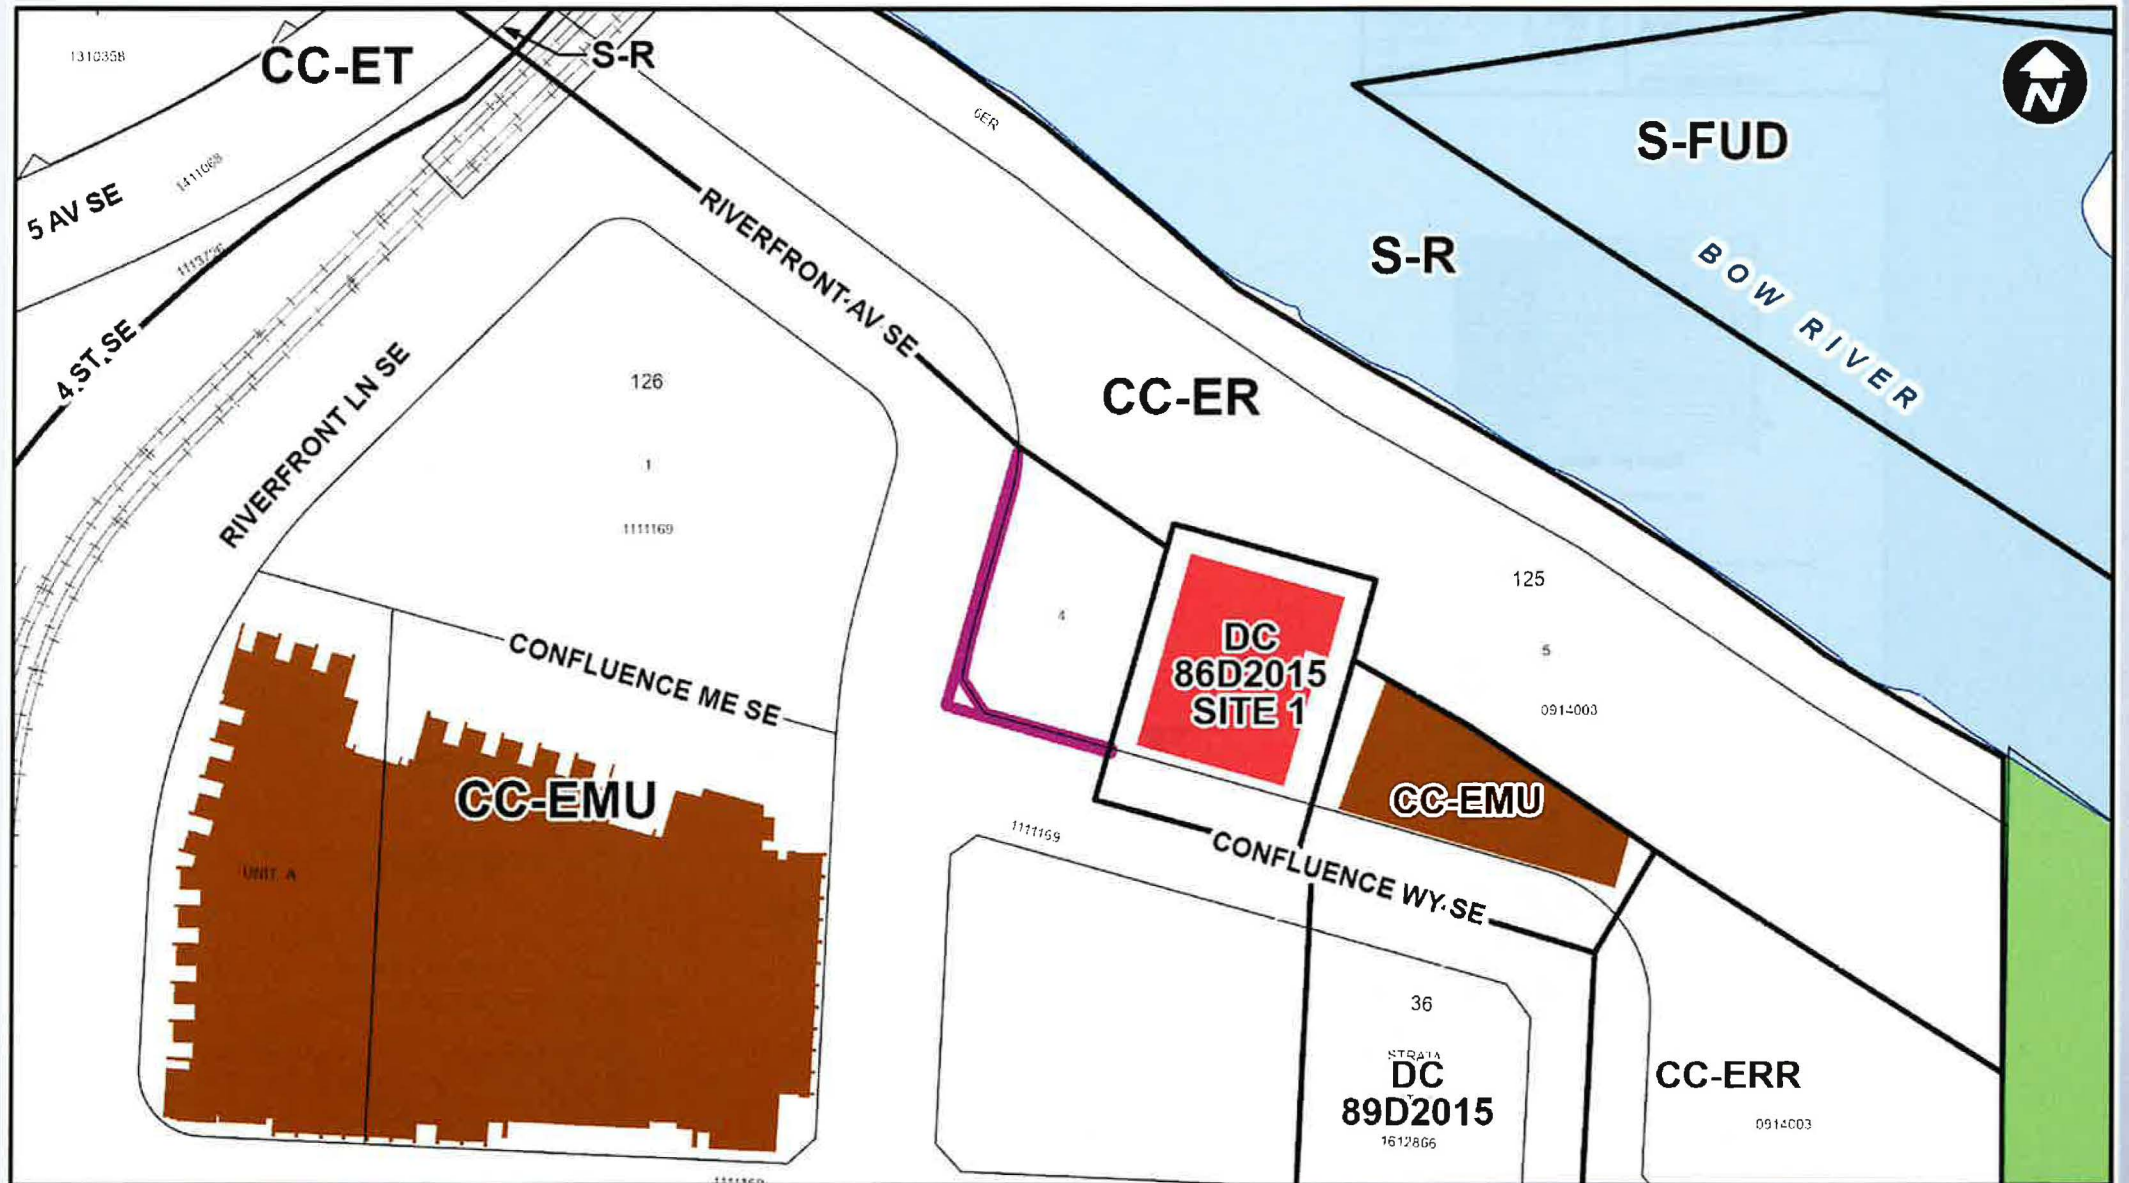 1310358
CC-ET
S-R
6ER
N
S-FUD
5 AV SE
1411068
S-R
BOW RIVER
RIVERFRONT AV SE
4 ST SE
RIVERFRONT LN SE
126
CC-ER
1
1111169
125
4
DC
86D2015
SITE 1
5
0914003
CONFLUENCE ME SE
CC-EMU
CC-EMU
1111169
CONFLUENCE WY SE
UNIT A
36
STRATA
DC
89D2015
1612866
CC-ERR
0914003